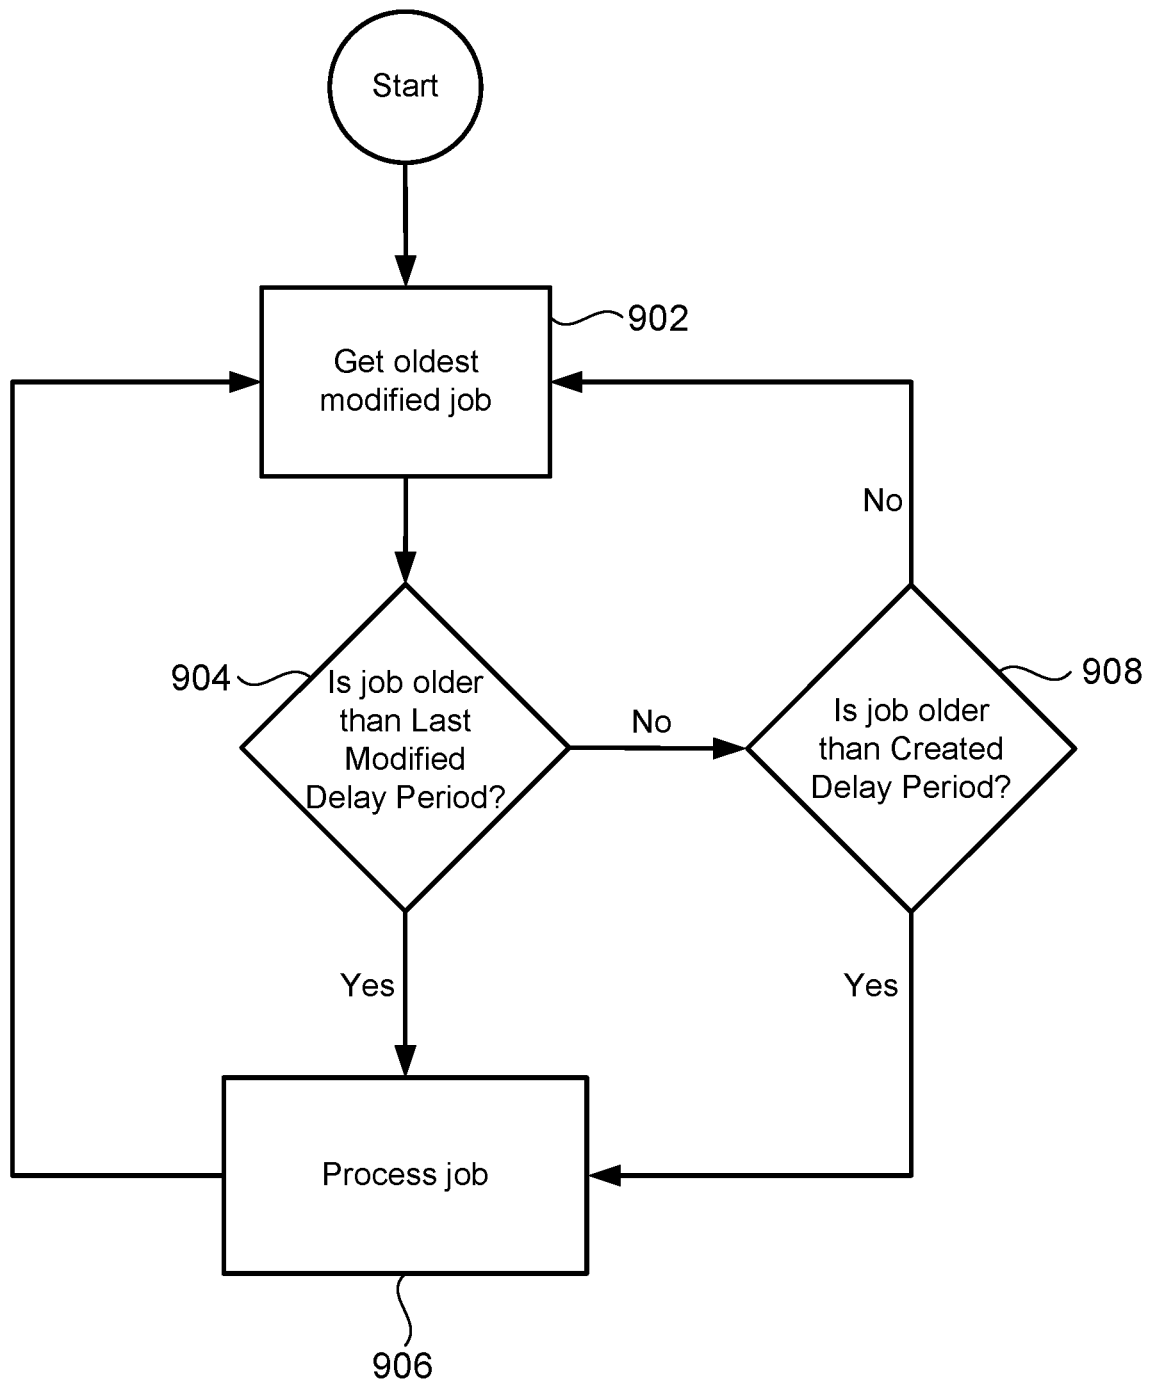 Start
902
Get oldest
modified job
No
904
Is job older
than Last
Modified
Delay Period?
No
908
Is job older
than Created
Delay Period?
Yes
Yes
Process job
906